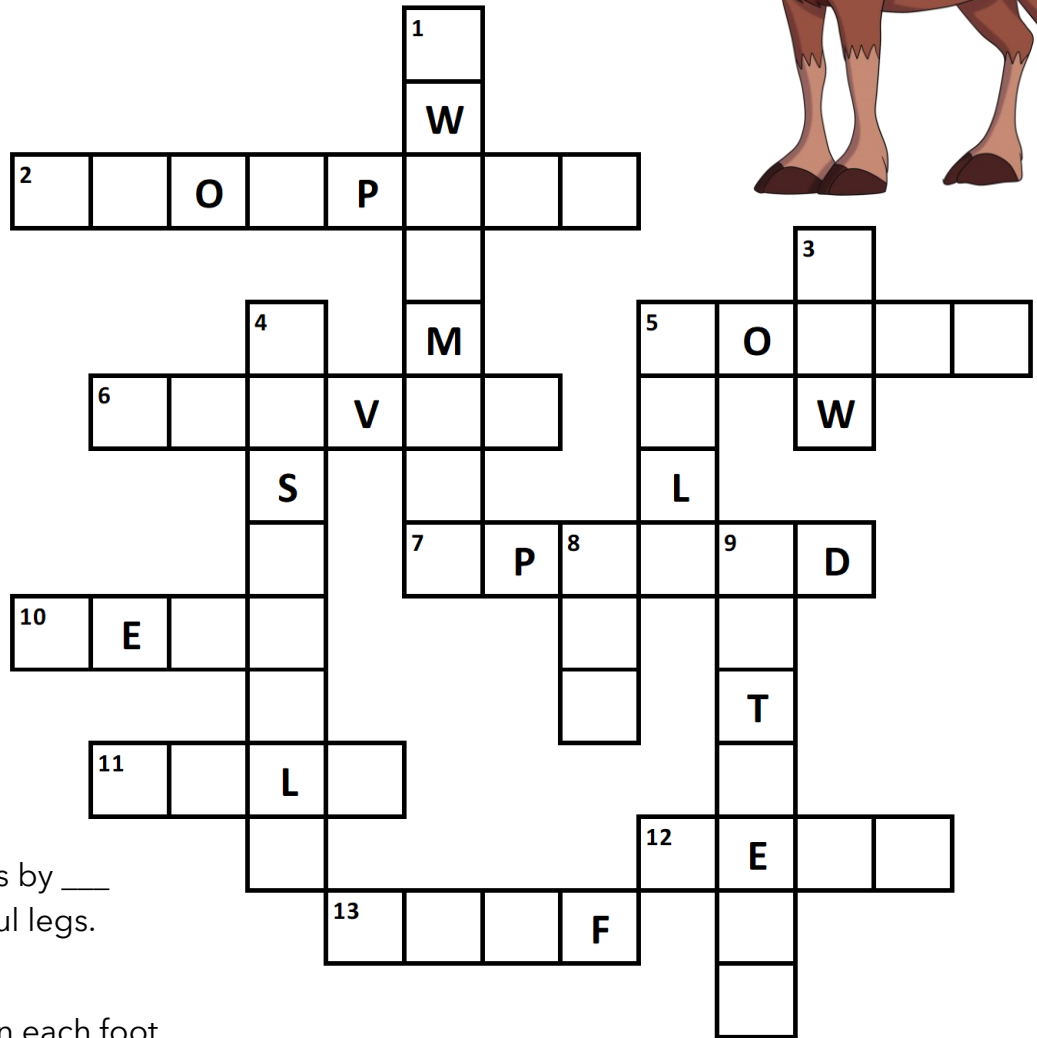 1
W
2 O P
3
4 M 5 O
6 V W
S L
7 P 8 9 D
10 E
T
11 L
12 E
s by ___
13 F
ul legs.
n each foot